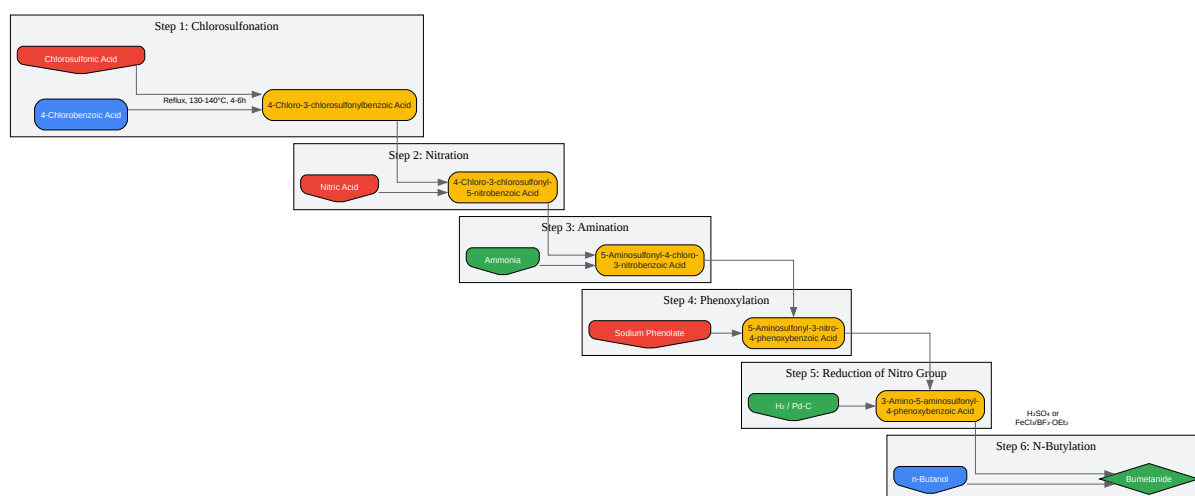 Step 1: Chlorosulfonation
Chlorosulfonic Acid
Reflux, 130-140°C, 4-6h
4-Chlorobenzoic Acid
4-Chloro-3-chlorosulfonylbenzoic Acid
Step 2: Nitration
Nitric Acid
4-Chloro-3-chlorosulfonyl-
5-nitrobenzoic Acid
Step 3: Amination
Ammonia
5-Aminosulfonyl-4-chloro-
3-nitrobenzoic Acid
Step 4: Phenoxylation
Sodium Phenolate
5-Aminosulfonyl-3-nitro-
4-phenoxybenzoic Acid
Step 5: Reduction of Nitro Group
H₂ / Pd-C
3-Amino-5-aminosulfonyl-
4-phenoxybenzoic Acid
H₂SO₄ or
FeCl₃/BF₃·OEt₂
Step 6: N-Butylation
n-Butanol
Bumetanide